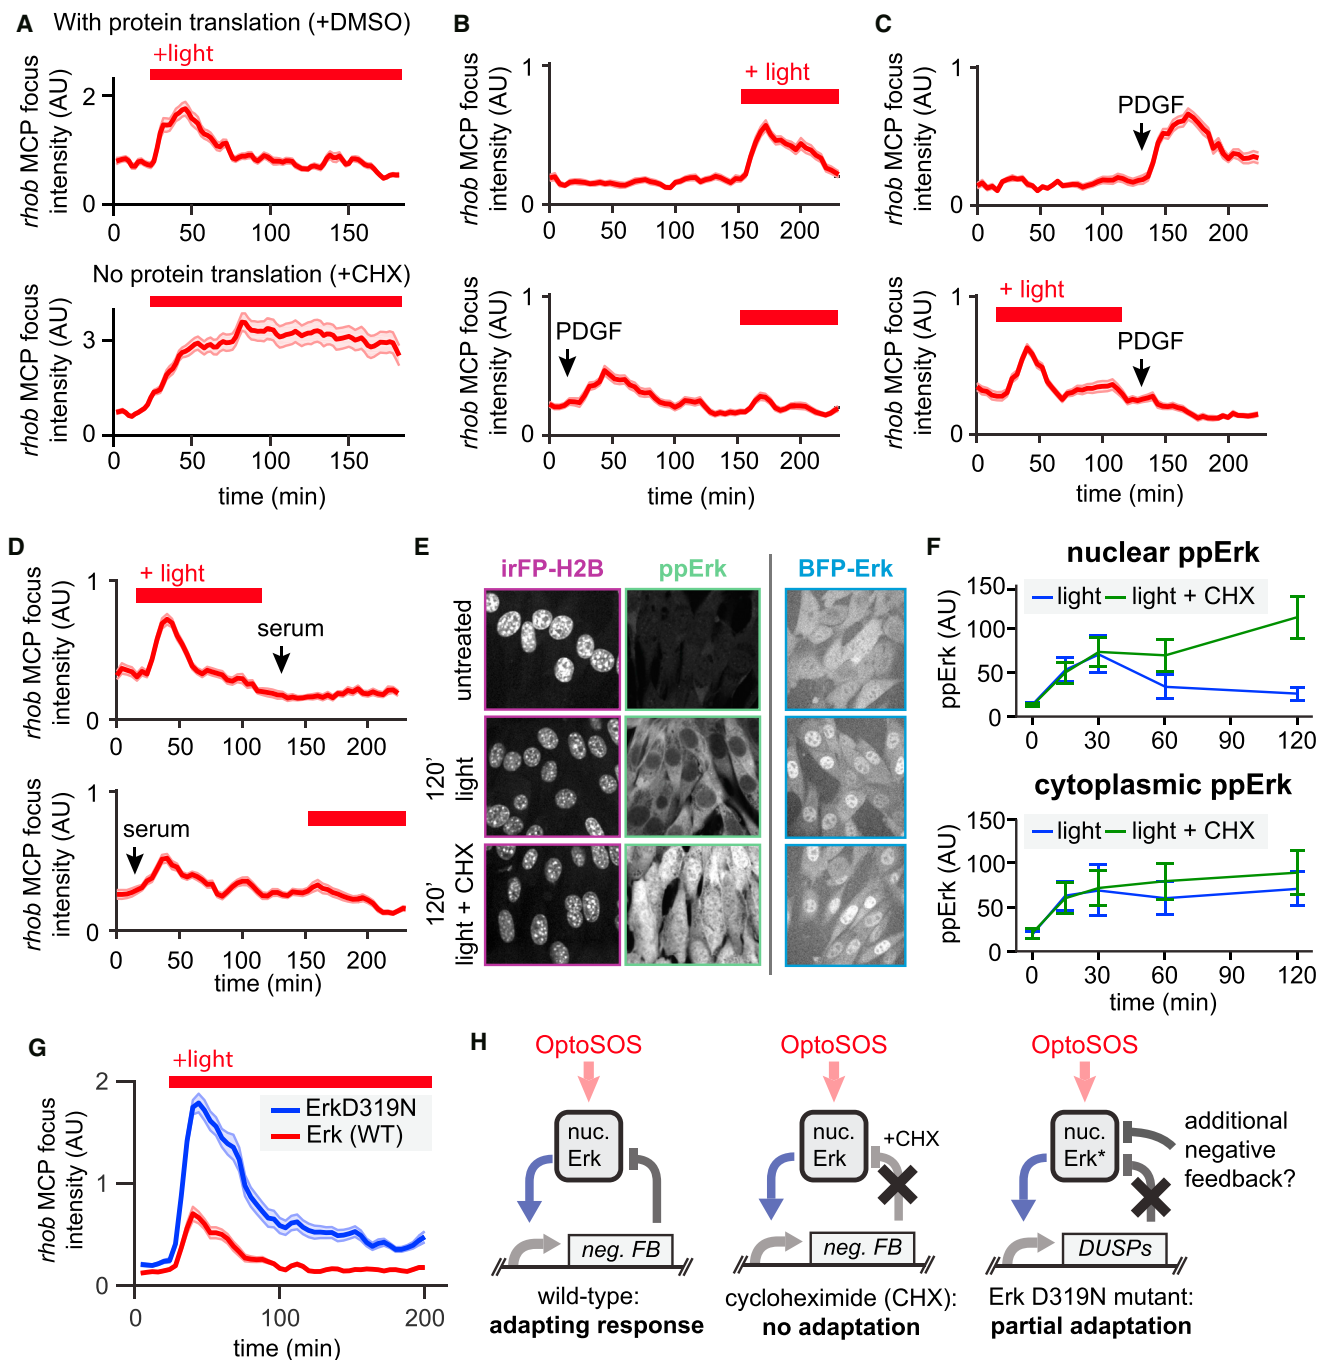 A
With protein translation (+DMSO)
+light
rhob MCP focus
intensity (AU)
2
0
0 50 100 150
No protein translation (+CHX)
rhob MCP focus
intensity (AU)
3
0
0 50 100 150
time (min)
B
rhob MCP focus
intensity (AU)
1
0
+ light
0 50 100 150 200
rhob MCP focus
intensity (AU)
1
0
PDGF
0 50 100 150 200
time (min)
C
rhob MCP focus
intensity (AU)
1
0
PDGF
0 50 100 150 200
rhob MCP focus
intensity (AU)
1
0
+ light
PDGF
0 50 100 150 200
time (min)
D
rhob MCP focus
intensity (AU)
1
0
+ light
serum
0 50 100 150 200
rhob MCP focus
intensity (AU)
1
0
serum
0 50 100 150 200
time (min)
E
irFP-H2B
ppErk
BFP-Erk
untreated
120'
light
120'
light + CHX
F
nuclear ppErk
ppErk (AU)
150
100
50
0
light
light + CHX
0 30 60 90 120
cytoplasmic ppErk
ppErk (AU)
150
100
50
0
light
light + CHX
0 30 60 90 120
time (min)
G
+light
rhob MCP focus
intensity (AU)
2
1
0
ErkD319N
Erk (WT)
0 100 200
time (min)
H
OptoSOS
nuc.
Erk
neg. FB
wild-type:
adapting response
OptoSOS
nuc.
Erk
+CHX
neg. FB
cycloheximide (CHX):
no adaptation
OptoSOS
nuc.
Erk*
additional
negative
feedback?
DUSPs
Erk D319N mutant:
partial adaptation